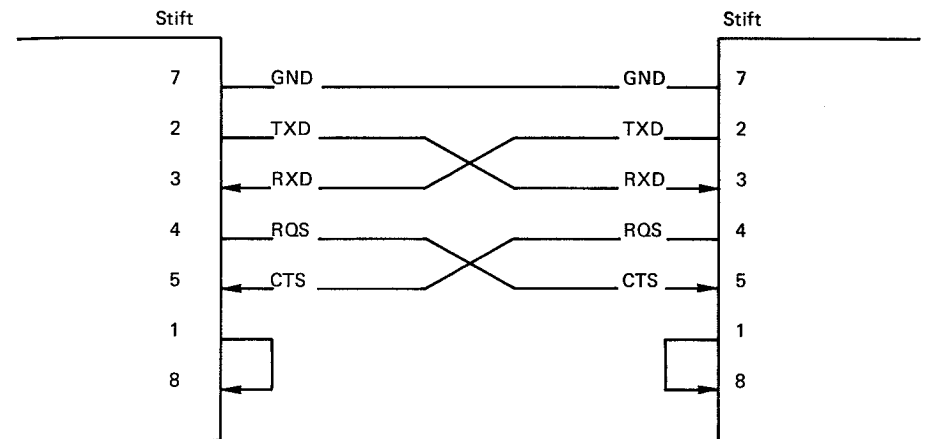 Stift Stift
7 GND GND 7
2 TXD TXD 2
3 RXD RXD 3
4 RQS RQS 4
5 CTS CTS 5
1 1
8 8